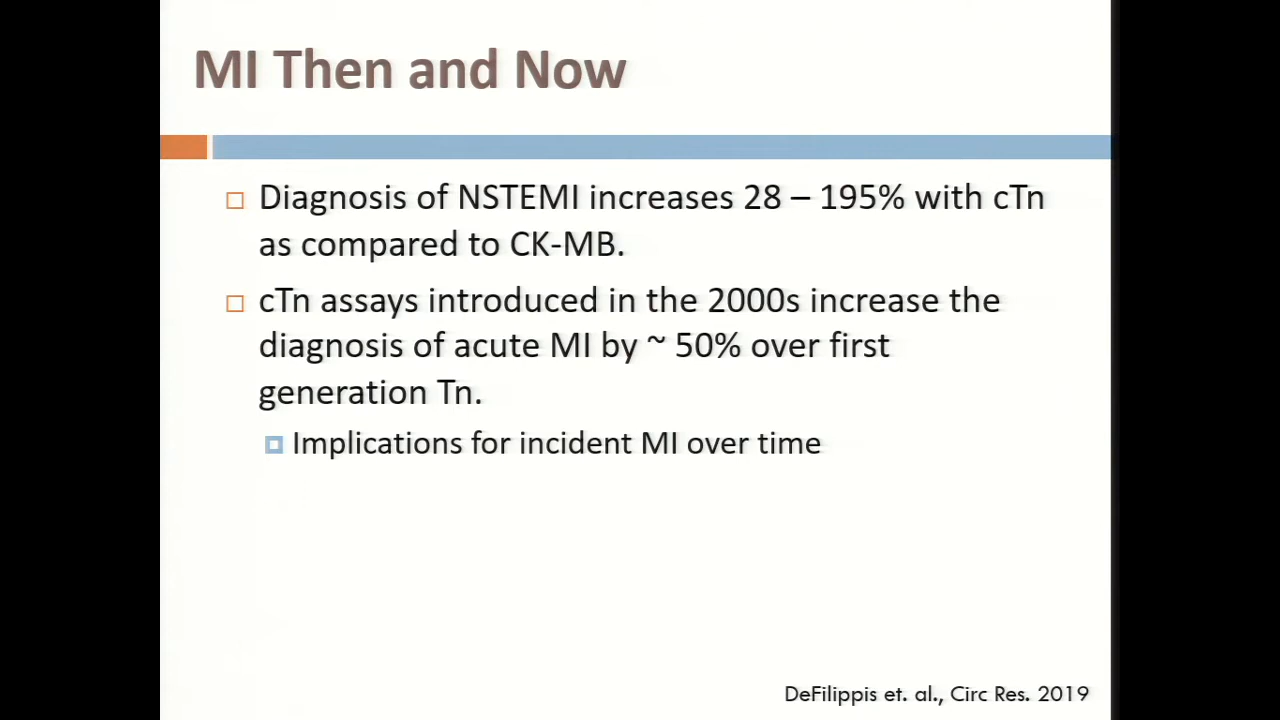 MI Then and Now
Diagnosis of NSTEMI increases 28 – 195% with cTn
as compared to CK-MB.
cTn assays introduced in the 2000s increase the
diagnosis of acute MI by ~ 50% over first
generation Tn.
Implications for incident MI over time
DeFilippis et. al., Circ Res. 2019